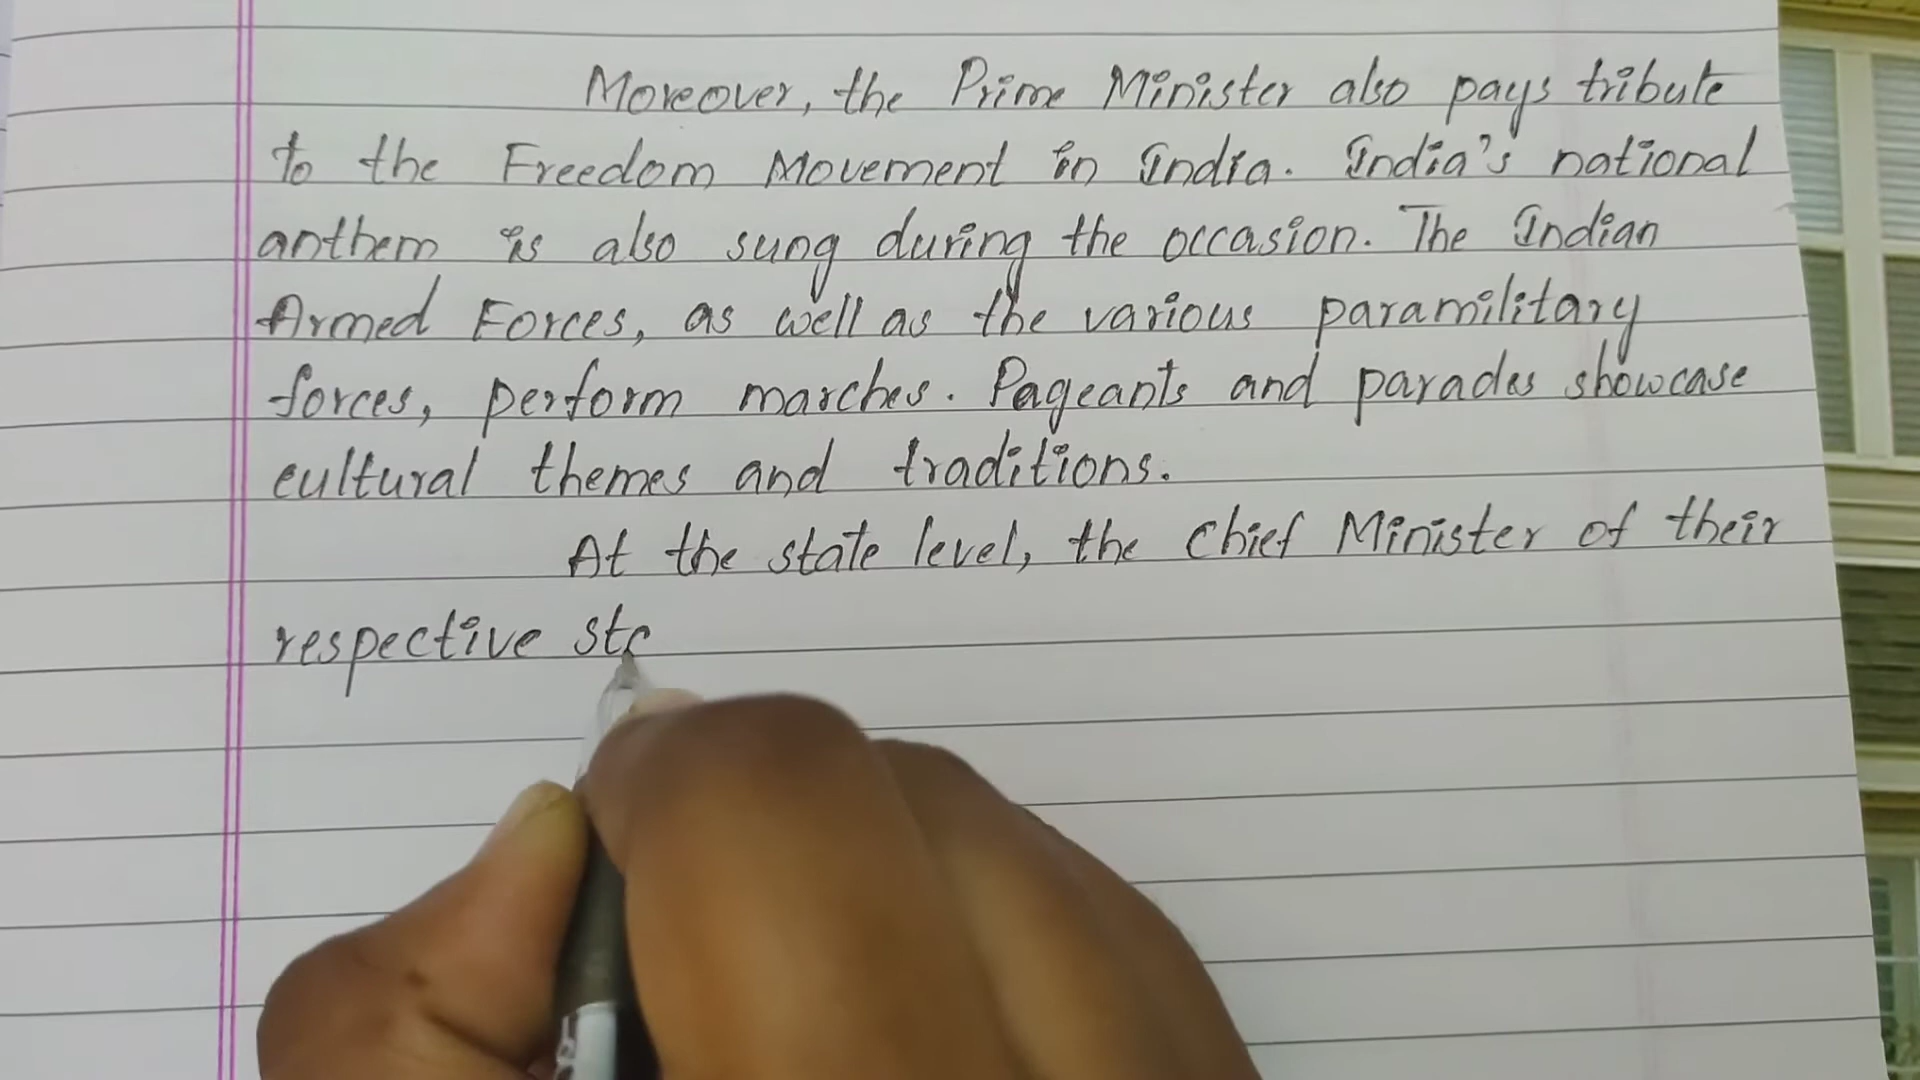 Moreover, the Prime Minister also pays tribute
to the Freedom Movement in India. India's national
anthem is also sung during the occasion. The Indian
Armed Forces, as well as the various paramilitary
forces, perform marches. Pageants and parades showcase
cultural themes and traditions.
At the state level, the Chief Minister of their
respective